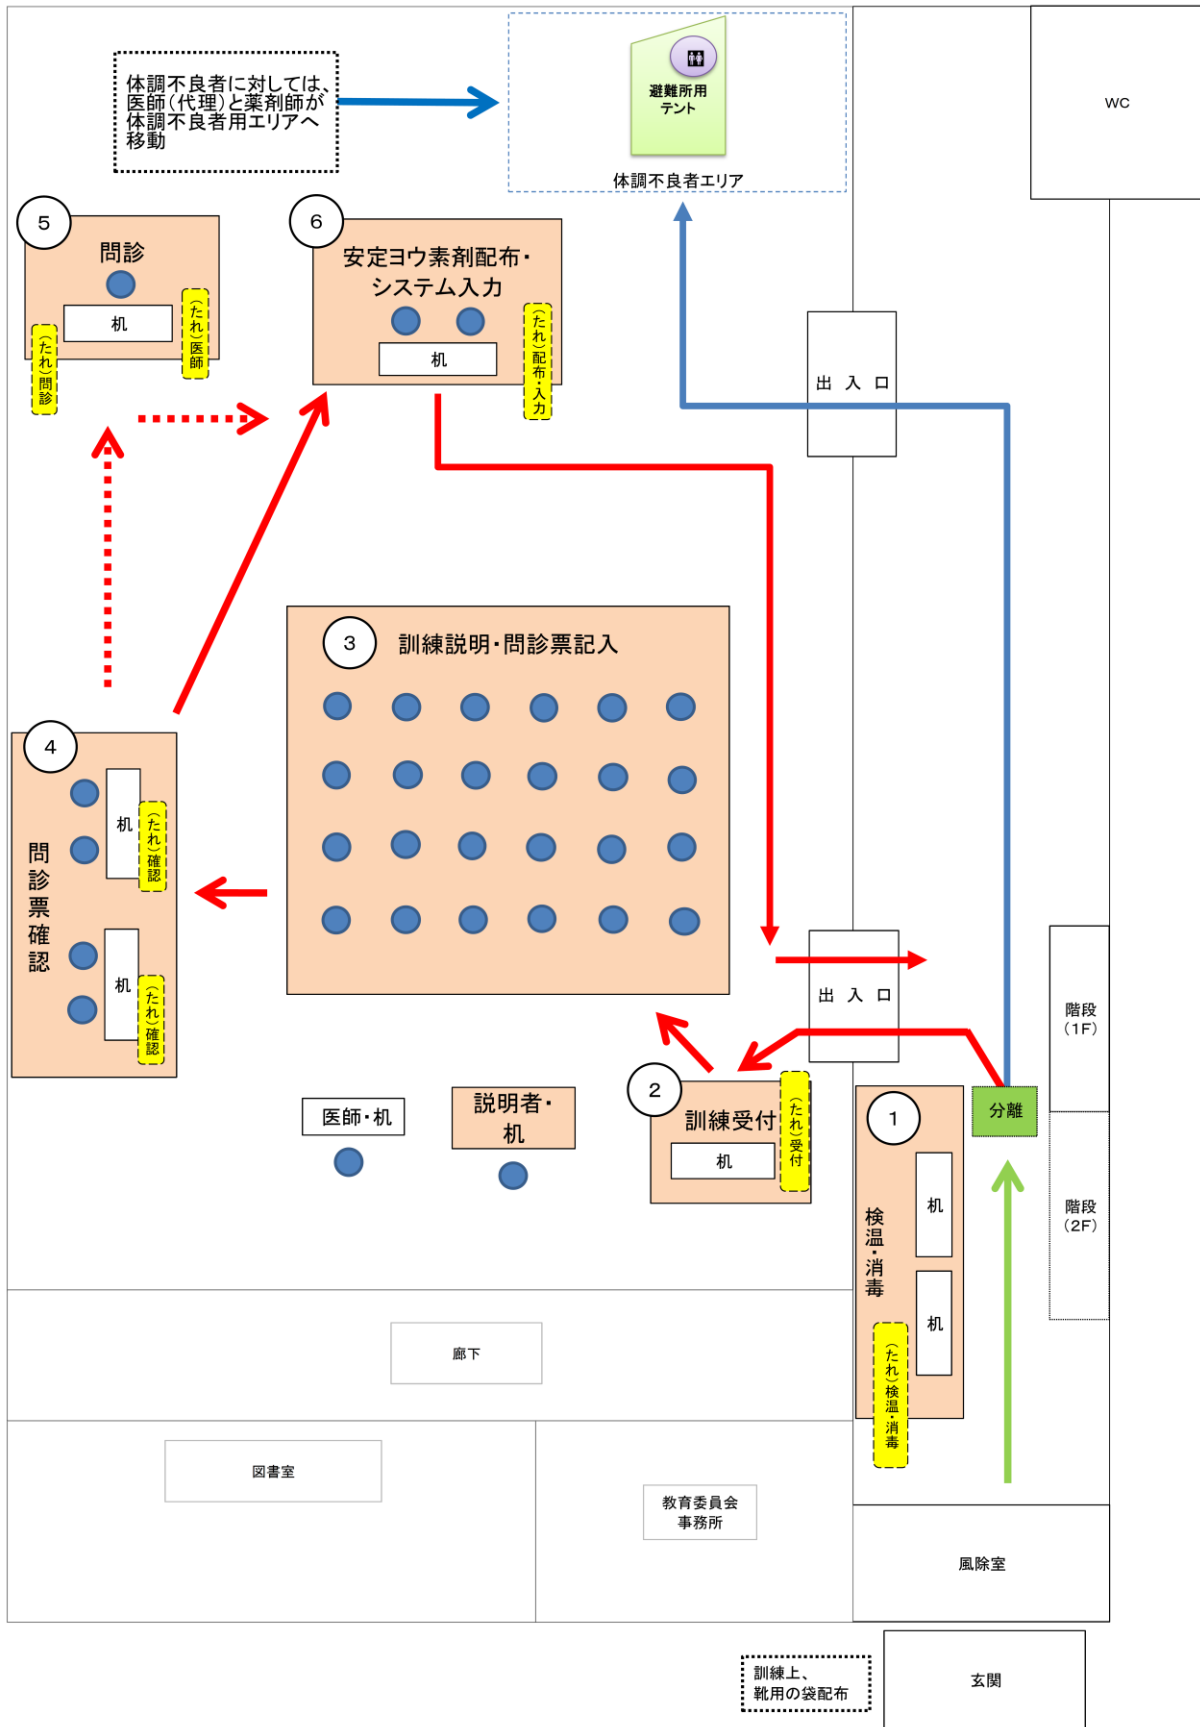 体調不良者に対しては、
医師（代理）と薬剤師が
体調不良者用エリアへ
移動
避難所用
テント
体調不良者エリア
WC
5
問診
机
（たれ）問診
（たれ）医師
6
安定ヨウ素剤配布・
システム入力
机
（たれ）配布・入力
出 入 口
3
訓練説明・問診票記入
4
問診票確認
机
（たれ）確認
机
（たれ）確認
出 入 口
階段
（1F）
階段
（2F）
分離
2
訓練受付
机
（たれ）受付
医師・机
説明者・
机
1
検温・消毒
机
机
（たれ）検温・消毒
廊下
図書室
教育委員会
事務所
風除室
訓練上、
靴用の袋配布
玄関